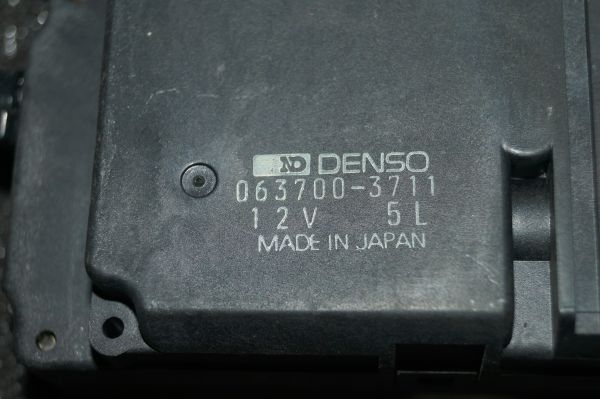 ND DENSO
063700-3711
12V 5L
MADE IN JAPAN